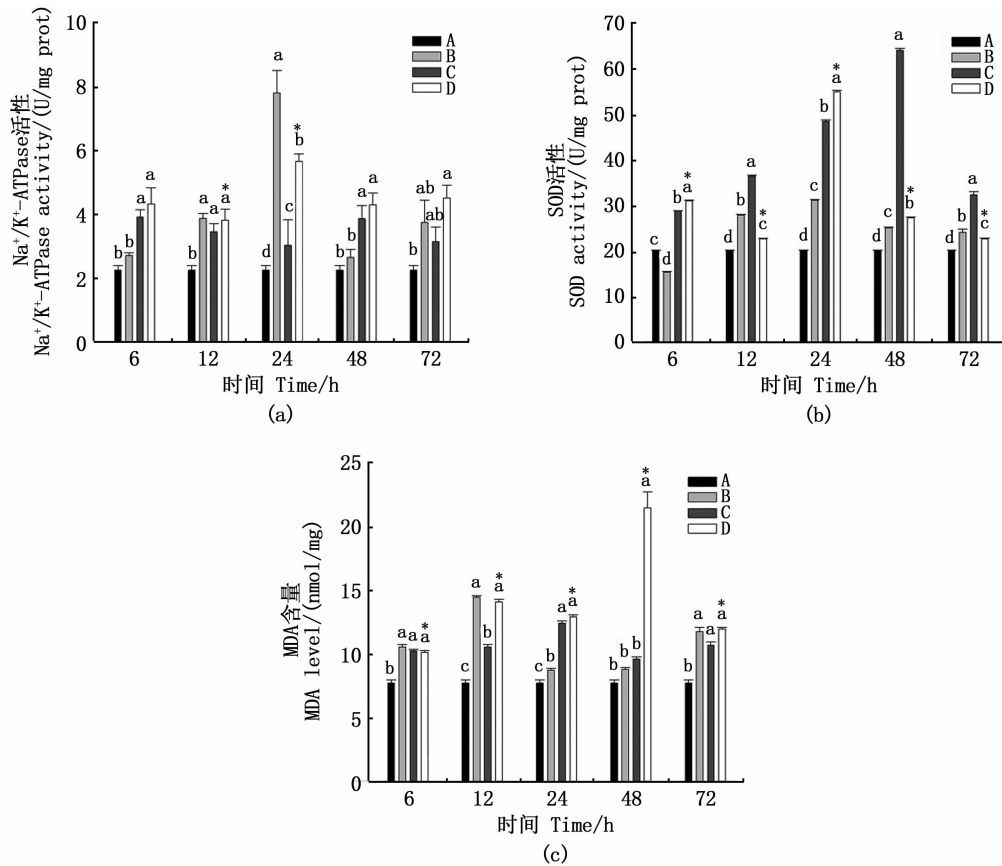 Na⁺/K⁺-ATPase活性
Na⁺/K⁺-ATPase activity/(U/mg prot)
10
8
6
4
2
0
A
B
C
D
b b a a
b a a *a
d a c *b
b b a a
b ab ab a
6 12 24 48 72
时间 Time/h
(a)
SOD活性
SOD activity/(U/mg prot)
70
60
50
40
30
20
10
0
A
B
C
D
c d b *a
d b a *c
d c b *a
d c a *b
d b a *c
6 12 24 48 72
时间 Time/h
(b)
MDA含量
MDA level/(nmol/mg)
25
20
15
10
5
0
A
B
C
D
b a a *a
c a b *a
c b a *a
b b b *a
b a a *a
6 12 24 48 72
时间 Time/h
(c)